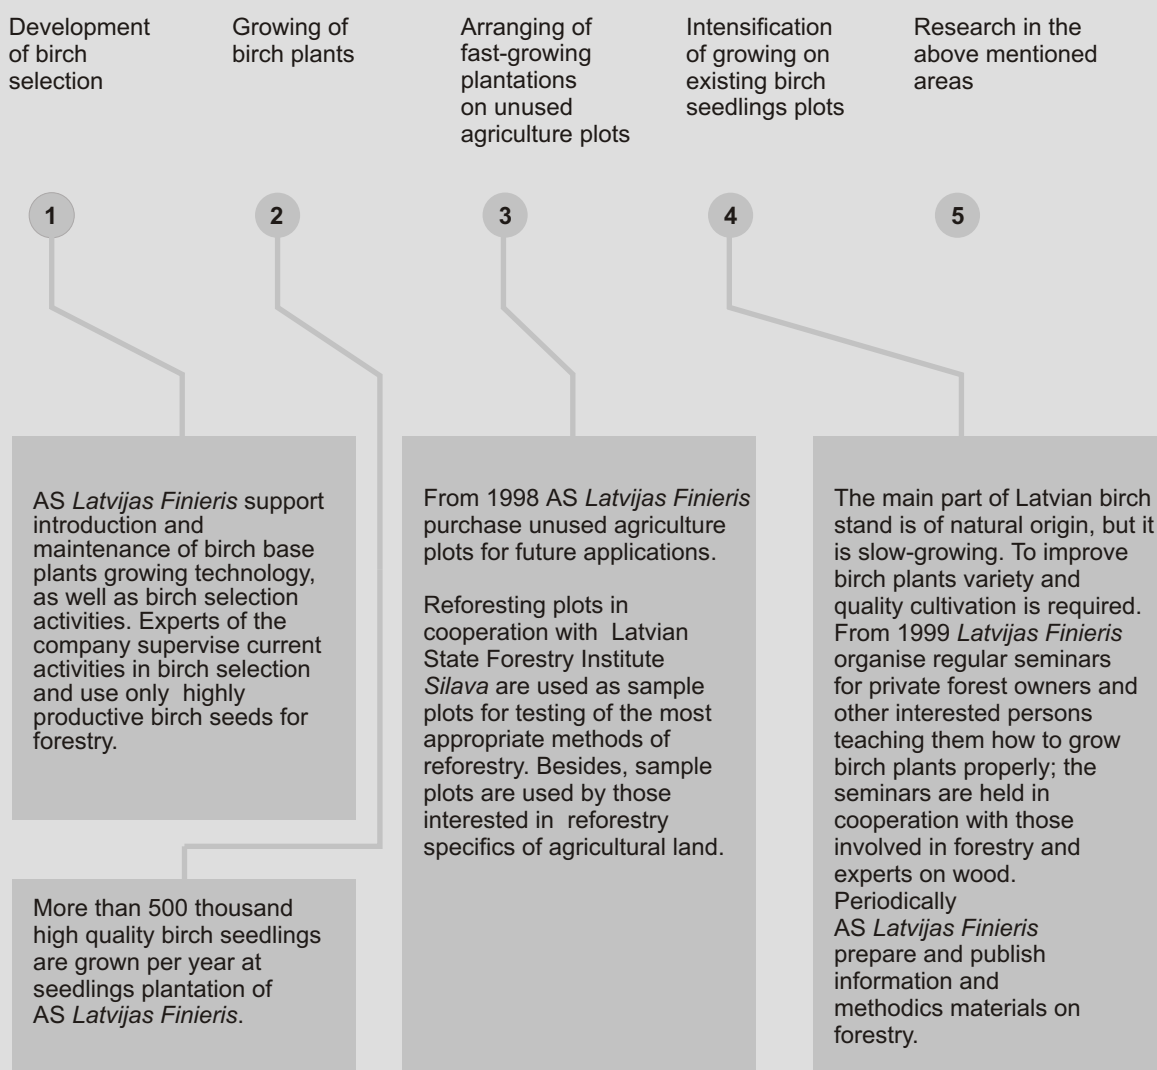 Development
of birch
selection
Growing of
birch plants
Arranging of
fast-growing
plantations
on unused
agriculture plots
Intensification
of growing on
existing birch
seedlings plots
Research in the
above mentioned
areas
1
2
3
4
5
AS Latvijas Finieris support
introduction and
maintenance of birch base
plants growing technology,
as well as birch selection
activities. Experts of the
company supervise current
activities in birch selection
and use only highly
productive birch seeds for
forestry.
More than 500 thousand
high quality birch seedlings
are grown per year at
seedlings plantation of
AS Latvijas Finieris.
From 1998 AS Latvijas Finieris
purchase unused agriculture
plots for future applications.
Reforesting plots in
cooperation with Latvian
State Forestry Institute
Silava are used as sample
plots for testing of the most
appropriate methods of
reforestry. Besides, sample
plots are used by those
interested in reforestry
specifics of agricultural land.
The main part of Latvian birch
stand is of natural origin, but it
is slow-growing. To improve
birch plants variety and
quality cultivation is required.
From 1999 Latvijas Finieris
organise regular seminars
for private forest owners and
other interested persons
teaching them how to grow
birch plants properly; the
seminars are held in
cooperation with those
involved in forestry and
experts on wood.
Periodically
AS Latvijas Finieris
prepare and publish
information and
methodics materials on
forestry.